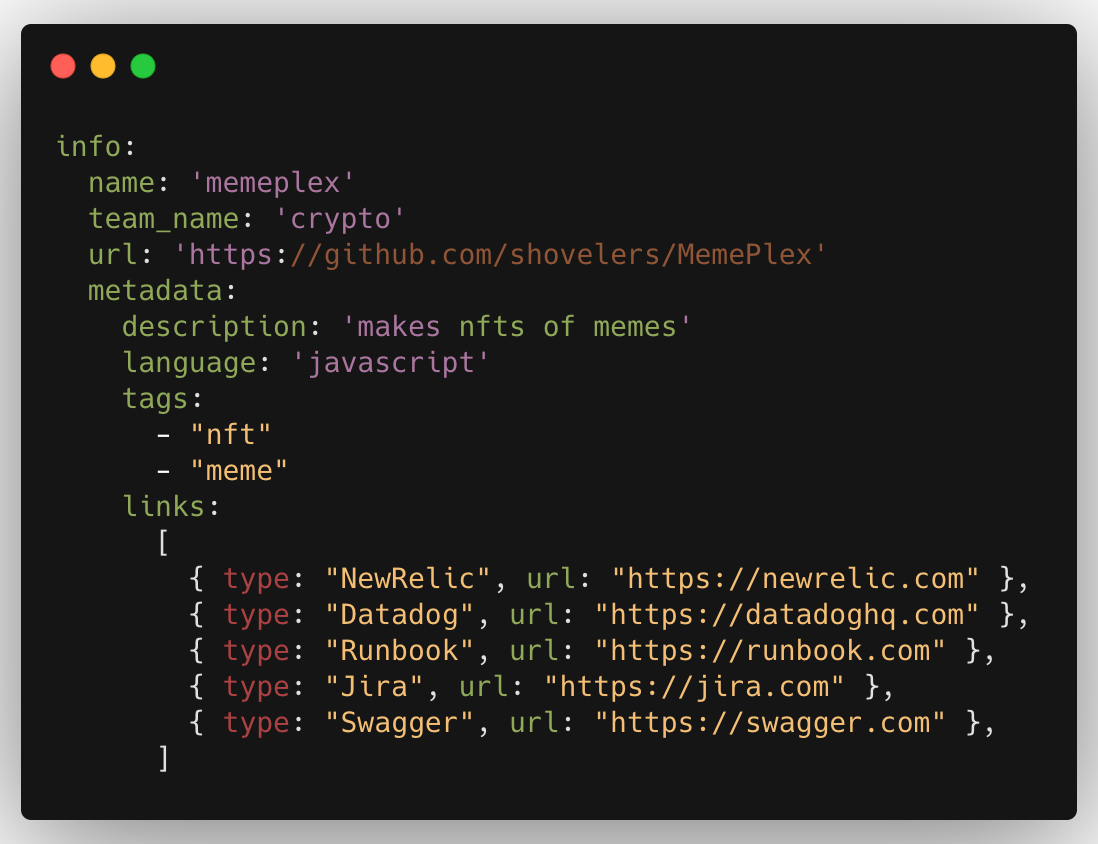 info:
  name: 'memeplex'
  team_name: 'crypto'
  url: 'https://github.com/shovelers/MemePlex'
  metadata:
    description: 'makes nfts of memes'
    language: 'javascript'
    tags:
      - "nft"
      - "meme"
    links:
      [
        { type: "NewRelic", url: "https://newrelic.com" },
        { type: "Datadog", url: "https://datadoghq.com" },
        { type: "Runbook", url: "https://runbook.com" },
        { type: "Jira", url: "https://jira.com" },
        { type: "Swagger", url: "https://swagger.com" },
      ]